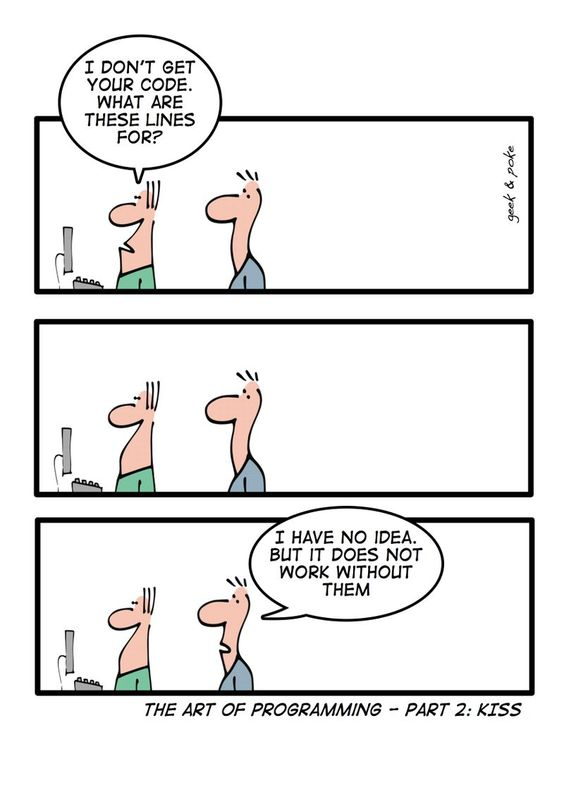 I DON'T GET
YOUR CODE.
WHAT ARE
THESE LINES
FOR?
geek & poke
I HAVE NO IDEA.
BUT IT DOES NOT
WORK WITHOUT
THEM
THE ART OF PROGRAMMING - PART 2: KISS